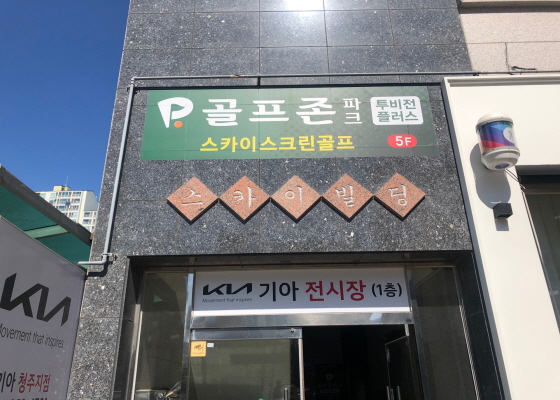 P 골프존 파크 투비전 플러스
스카이스크린골프 5F
스카이빌딩
KIA 기아 전시장 (1층)
Movement that inspires
KIA
Movement that inspires
기아 청주지점